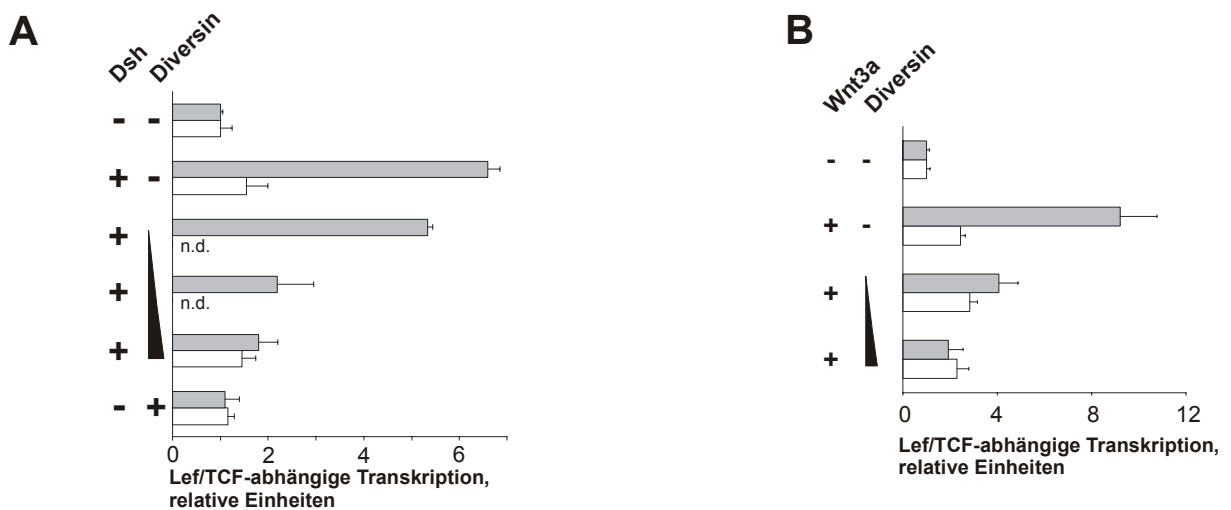 A
Dsh Diversin
- -
+ -
+
n.d.
+
n.d.
+
- +
0 2 4 6
Lef/TCF-abhängige Transkription,
relative Einheiten
B
Wnt3a Diversin
- -
+ -
+
+
0 4 8 12
Lef/TCF-abhängige Transkription,
relative Einheiten